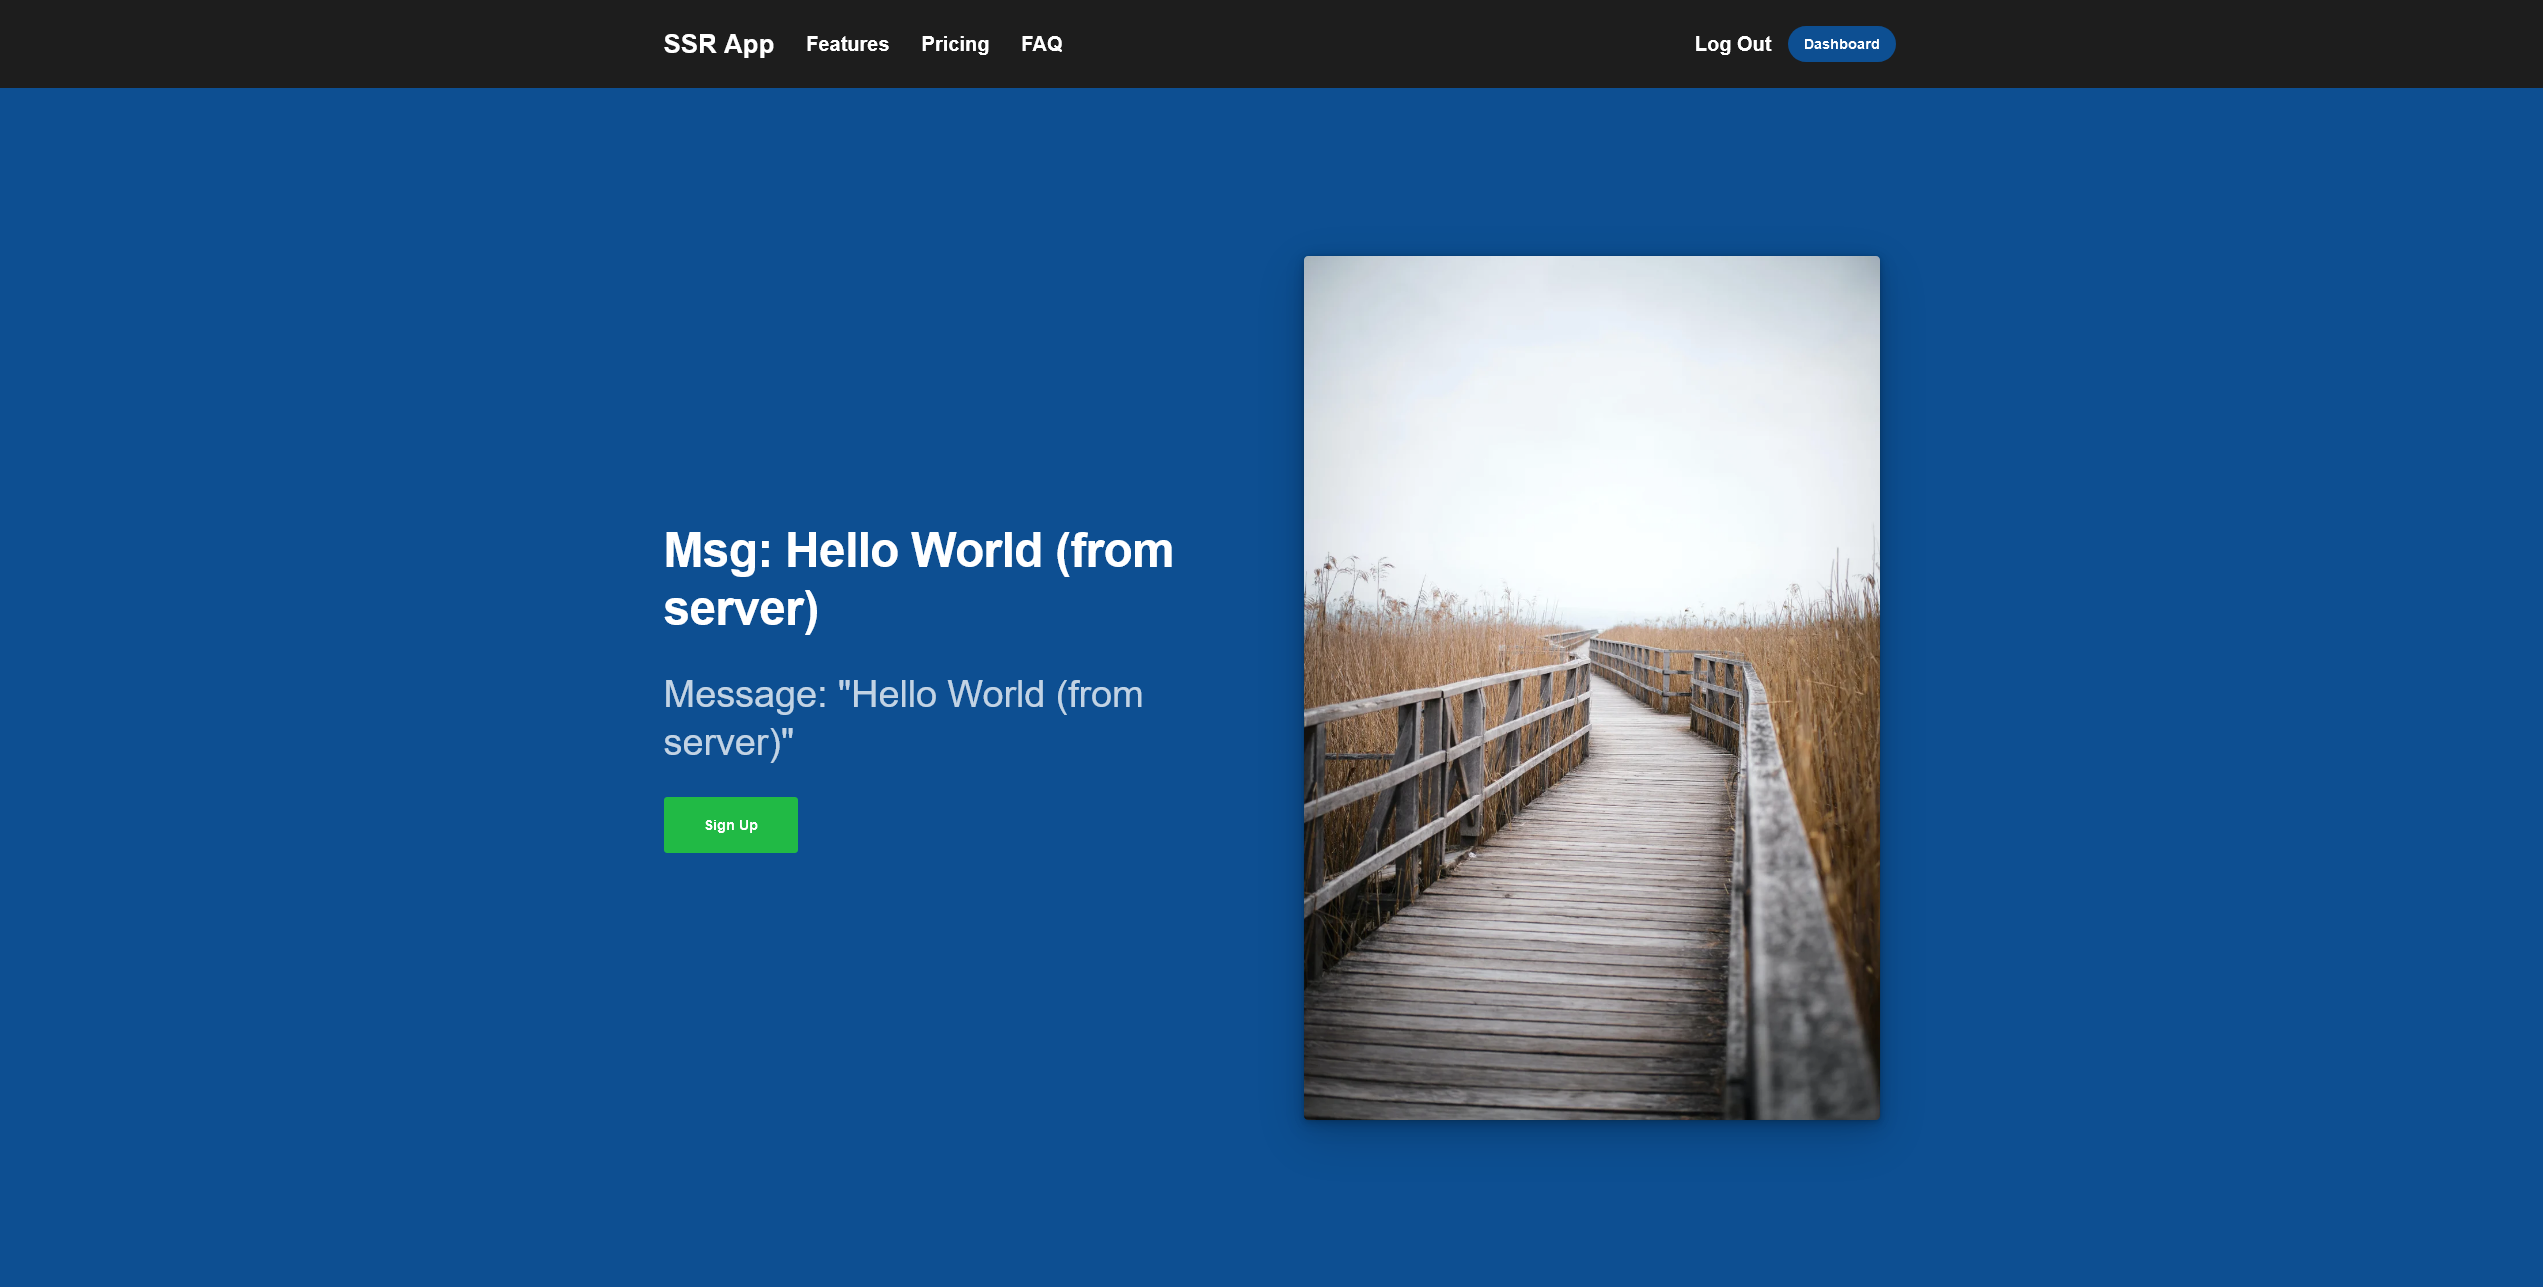 SSR App Features Pricing FAQ Log Out Dashboard
Msg: Hello World (from
server)
Message: "Hello World (from
server)"
Sign Up